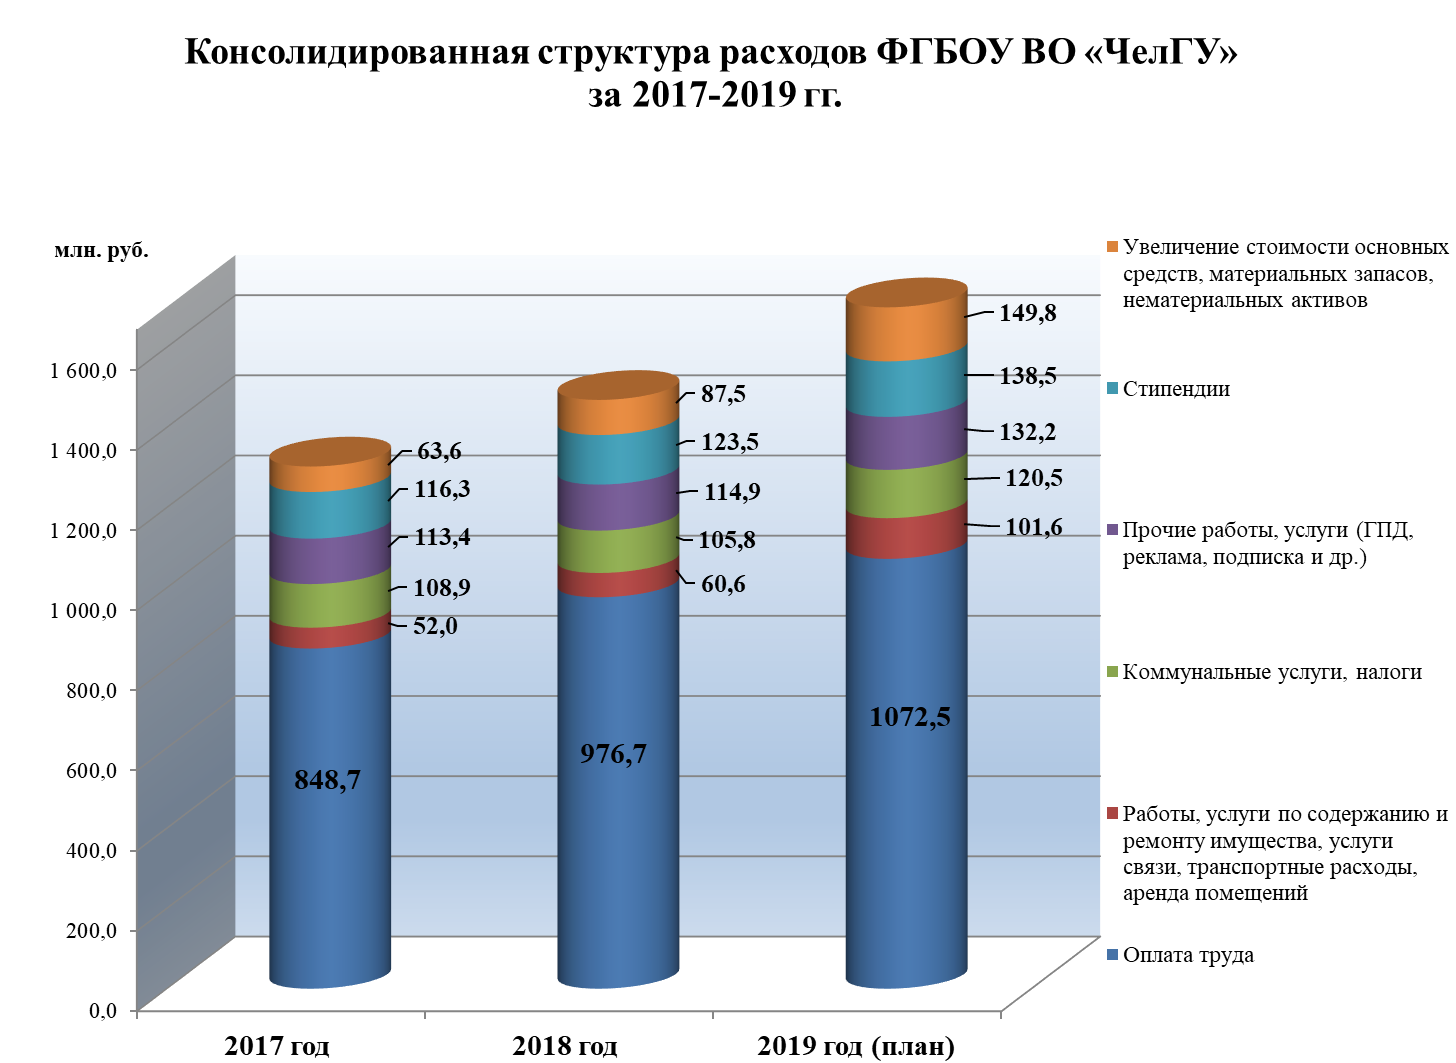 Консолидированная структура расходов ФГБОУ ВО «ЧелГУ»
за 2017-2019 гг.
млн. руб.
1 600,0
1 400,0
1 200,0
1 000,0
800,0
600,0
400,0
200,0
0,0
63,6
116,3
113,4
108,9
52,0
848,7
87,5
123,5
114,9
105,8
60,6
976,7
149,8
138,5
132,2
120,5
101,6
1072,5
2017 год
2018 год
2019 год (план)
Увеличение стоимости основных
средств, материальных запасов,
нематериальных активов
Стипендии
Прочие работы, услуги (ГПД,
реклама, подписка и др.)
Коммунальные услуги, налоги
Работы, услуги по содержанию и
ремонту имущества, услуги
связи, транспортные расходы,
аренда помещений
Оплата труда